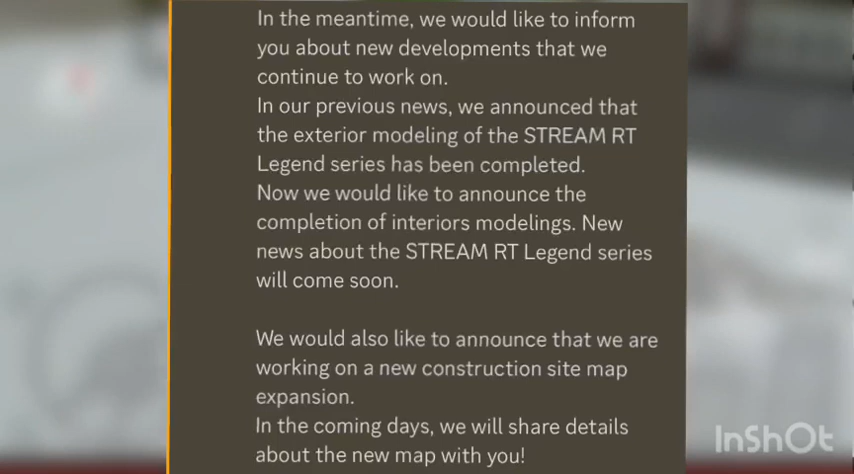 In the meantime, we would like to inform
you about new developments that we
continue to work on.
In our previous news, we announced that
the exterior modeling of the STREAM RT
Legend series has been completed.
Now we would like to announce the
completion of interiors modelings. New
news about the STREAM RT Legend series
will come soon.
We would also like to announce that we are
working on a new construction site map
expansion.
In the coming days, we will share details
about the new map with you!
InShOt